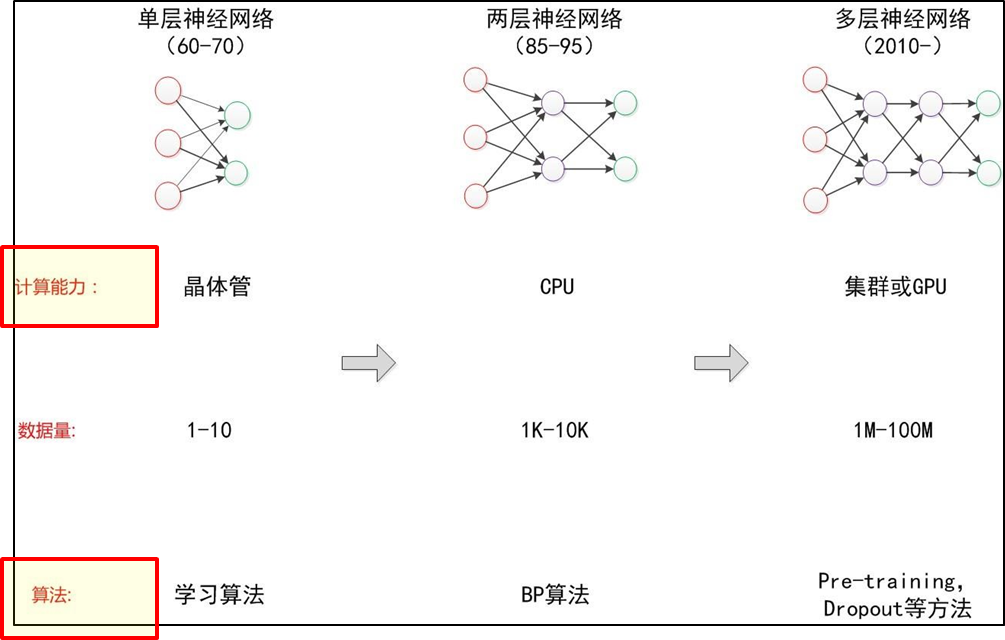 单层神经网络
（60-70）
两层神经网络
（85-95）
多层神经网络
（2010-）
计算能力：
晶体管
CPU
集群或GPU
数据量:
1-10
1K-10K
1M-100M
算法:
学习算法
BP算法
Pre-training,
Dropout等方法